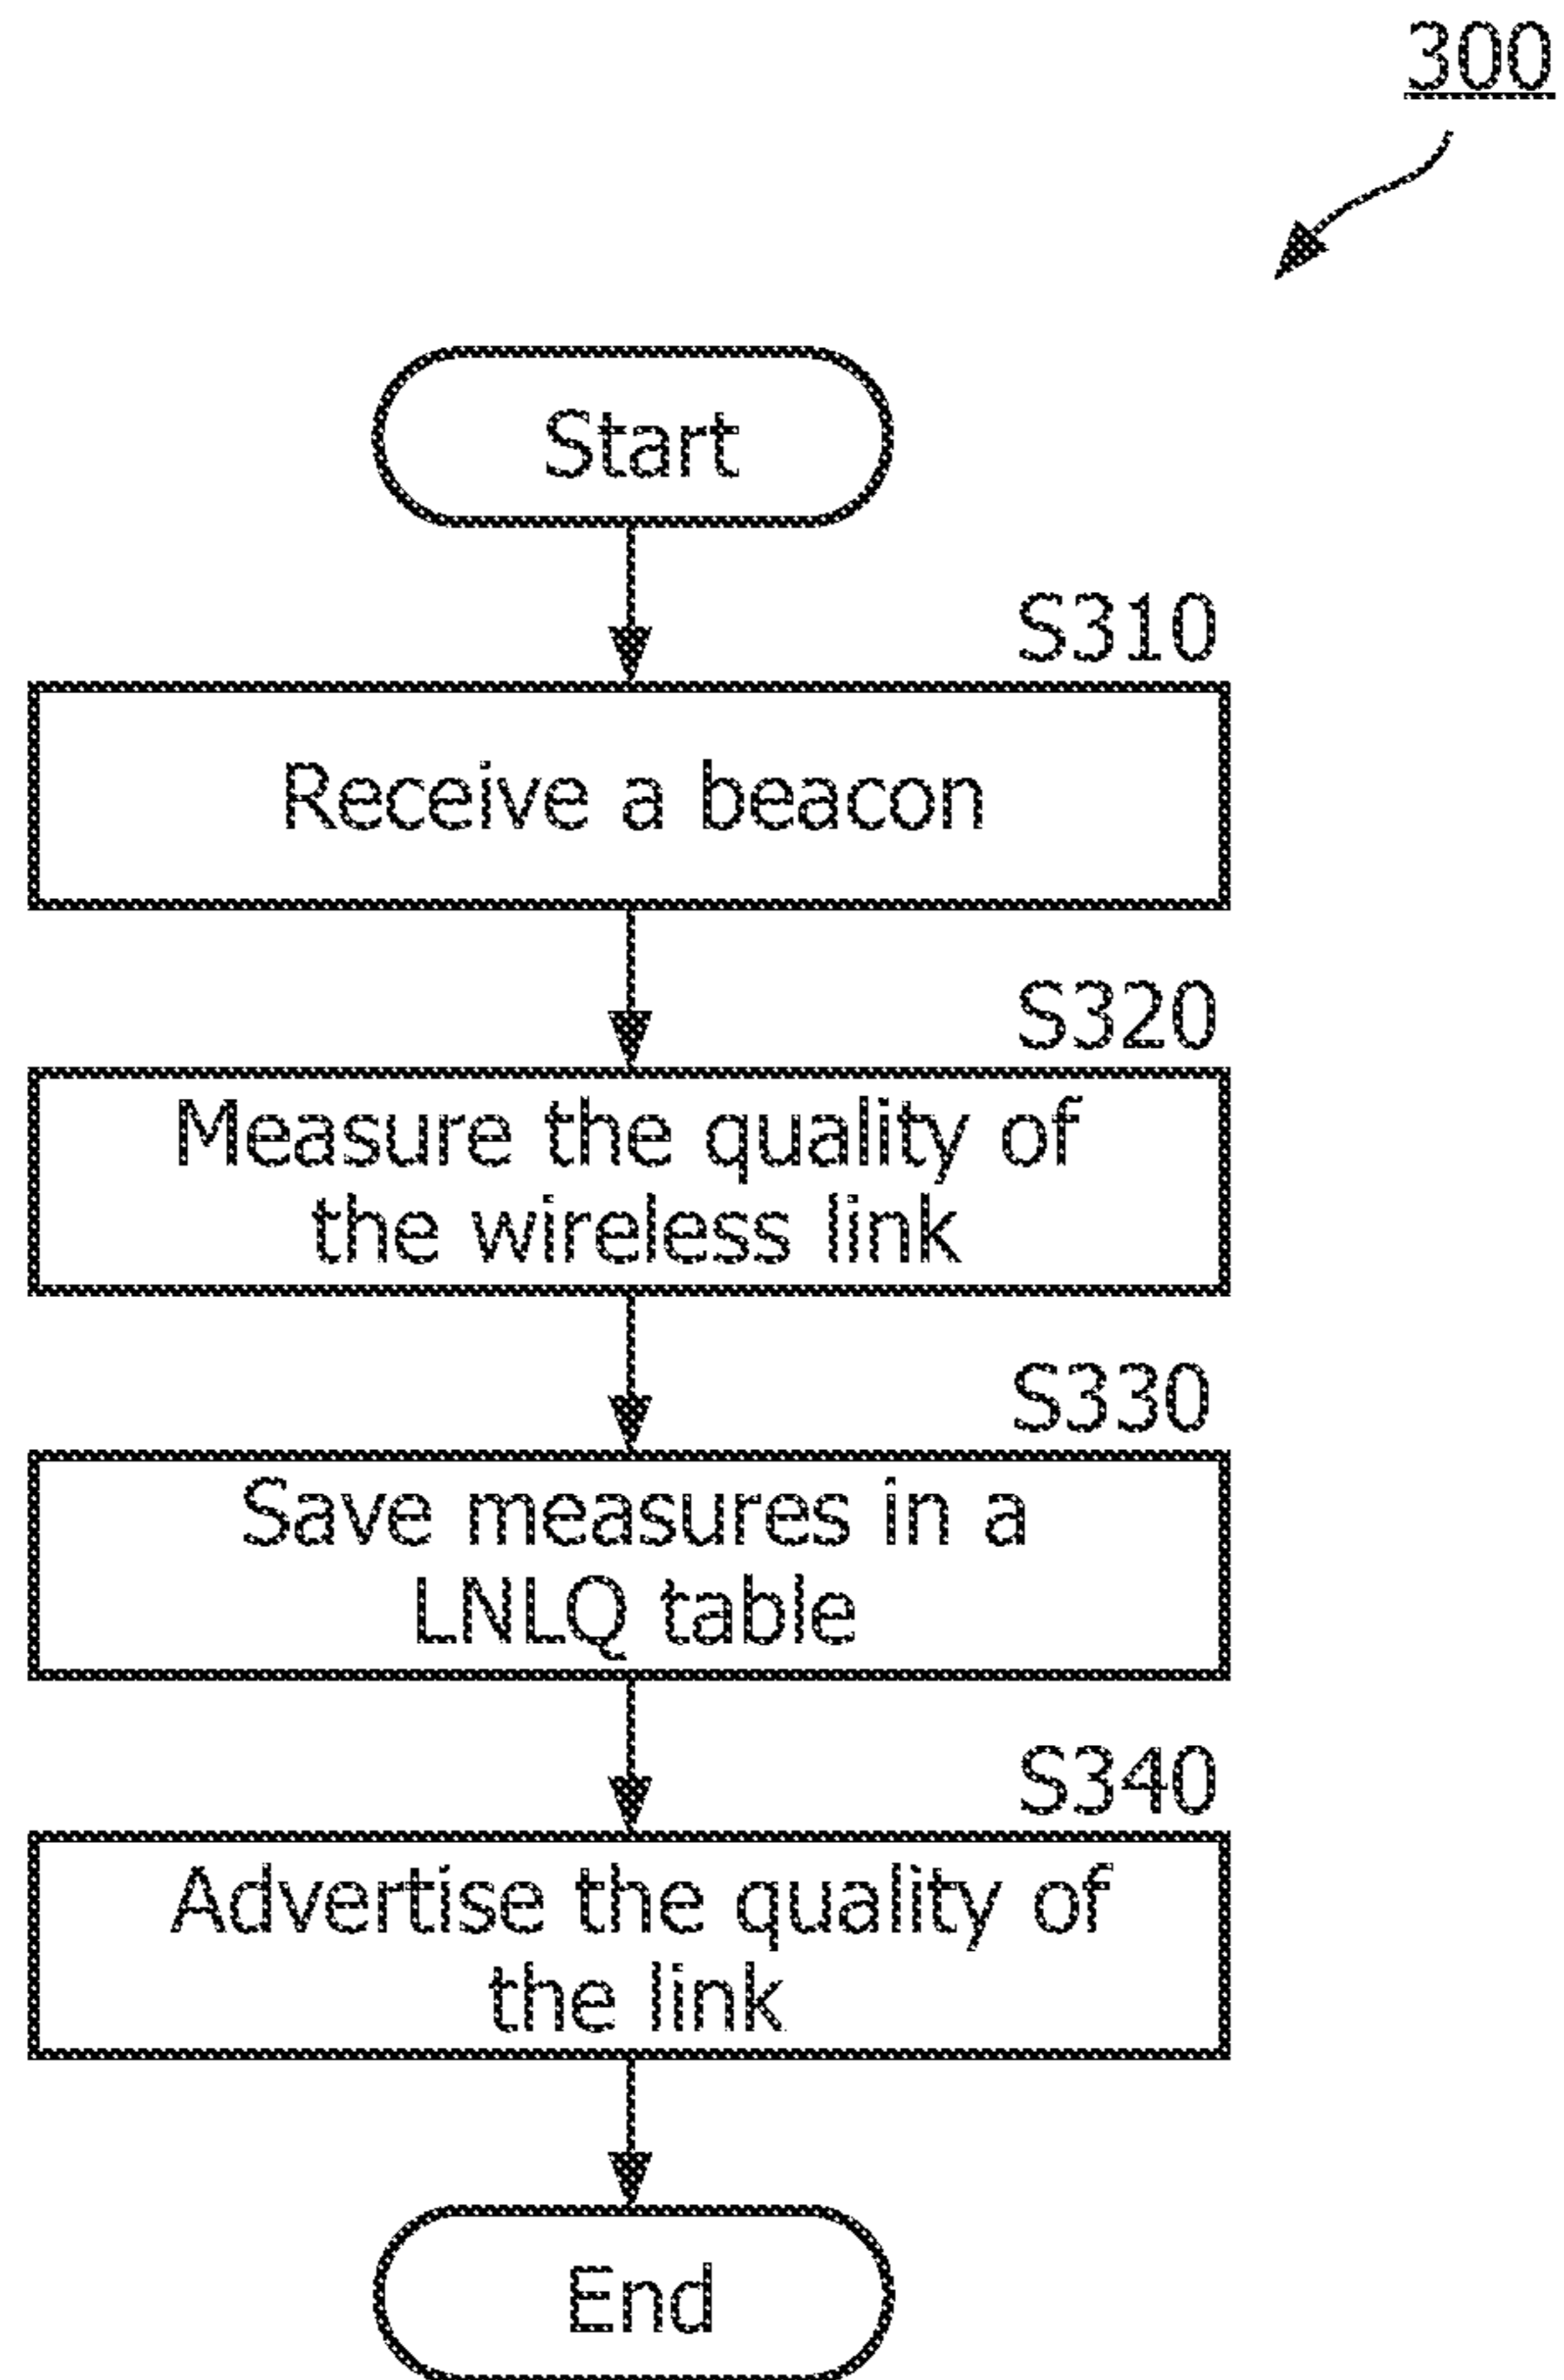 300
Start
S310
Receive a beacon
S320
Measure the quality of
the wireless link
S330
Save measures in a
LNLQ table
S340
Advertise the quality of
the link
End